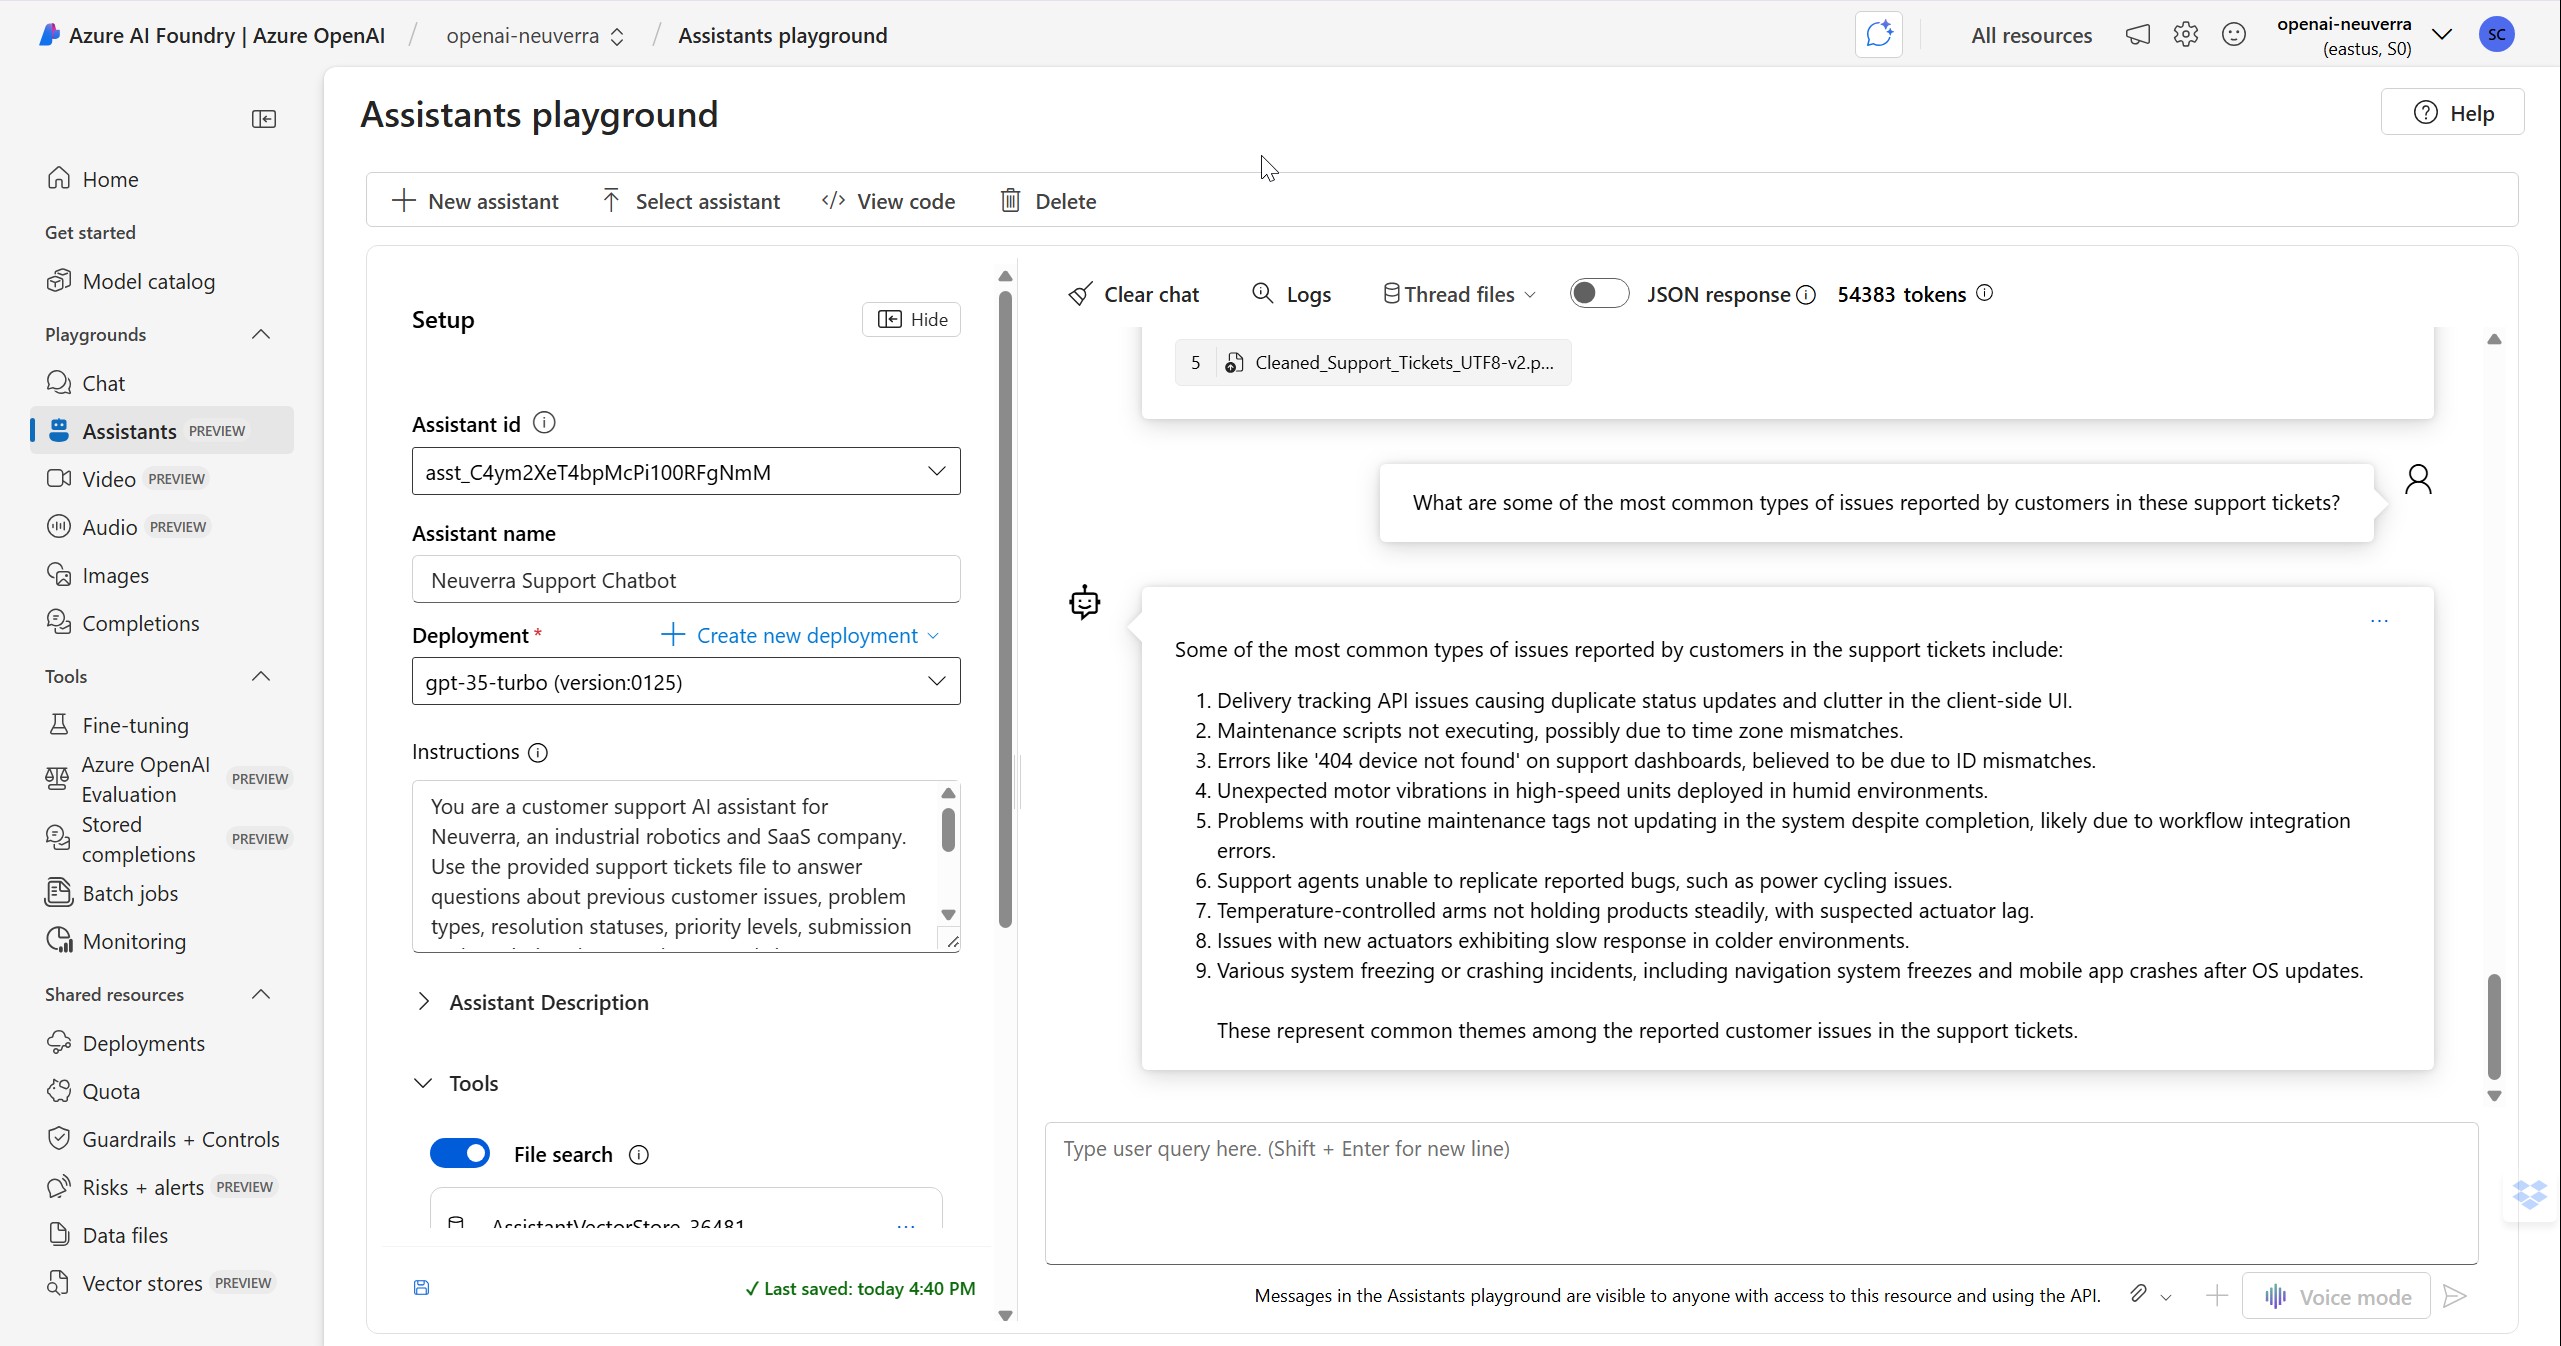 Azure AI Foundry | Azure OpenAI / openai-neuverra / Assistants playground
All resources
openai-neuverra
(eastus, S0)
SC
Home
Get started
Model catalog
Playgrounds
Chat
Assistants PREVIEW
Video PREVIEW
Audio PREVIEW
Images
Completions
Tools
Fine-tuning
Azure OpenAI
Evaluation PREVIEW
Stored
completions PREVIEW
Batch jobs
Monitoring
Shared resources
Deployments
Quota
Guardrails + Controls
Risks + alerts PREVIEW
Data files
Vector stores PREVIEW
Assistants playground
Help
New assistant
Select assistant
View code
Delete
Setup
Hide
Assistant id
asst_C4ym2XeT4bpMcPi100RFgNmM
Assistant name
Neuverra Support Chatbot
Deployment *
Create new deployment
gpt-35-turbo (version:0125)
Instructions
You are a customer support AI assistant for
Neuverra, an industrial robotics and SaaS company.
Use the provided support tickets file to answer
questions about previous customer issues, problem
types, resolution statuses, priority levels, submission
Assistant Description
Tools
File search
AssistantVectorStore_36481
Last saved: today 4:40 PM
Clear chat
Logs
Thread files
JSON response
54383 tokens
5 Cleaned_Support_Tickets_UTF8-v2.p...
What are some of the most common types of issues reported by customers in these support tickets?
...
Some of the most common types of issues reported by customers in the support tickets include:
1. Delivery tracking API issues causing duplicate status updates and clutter in the client-side UI.
2. Maintenance scripts not executing, possibly due to time zone mismatches.
3. Errors like '404 device not found' on support dashboards, believed to be due to ID mismatches.
4. Unexpected motor vibrations in high-speed units deployed in humid environments.
5. Problems with routine maintenance tags not updating in the system despite completion, likely due to workflow integration
errors.
6. Support agents unable to replicate reported bugs, such as power cycling issues.
7. Temperature-controlled arms not holding products steadily, with suspected actuator lag.
8. Issues with new actuators exhibiting slow response in colder environments.
9. Various system freezing or crashing incidents, including navigation system freezes and mobile app crashes after OS updates.
These represent common themes among the reported customer issues in the support tickets.
Type user query here. (Shift + Enter for new line)
Messages in the Assistants playground are visible to anyone with access to this resource and using the API.
Voice mode